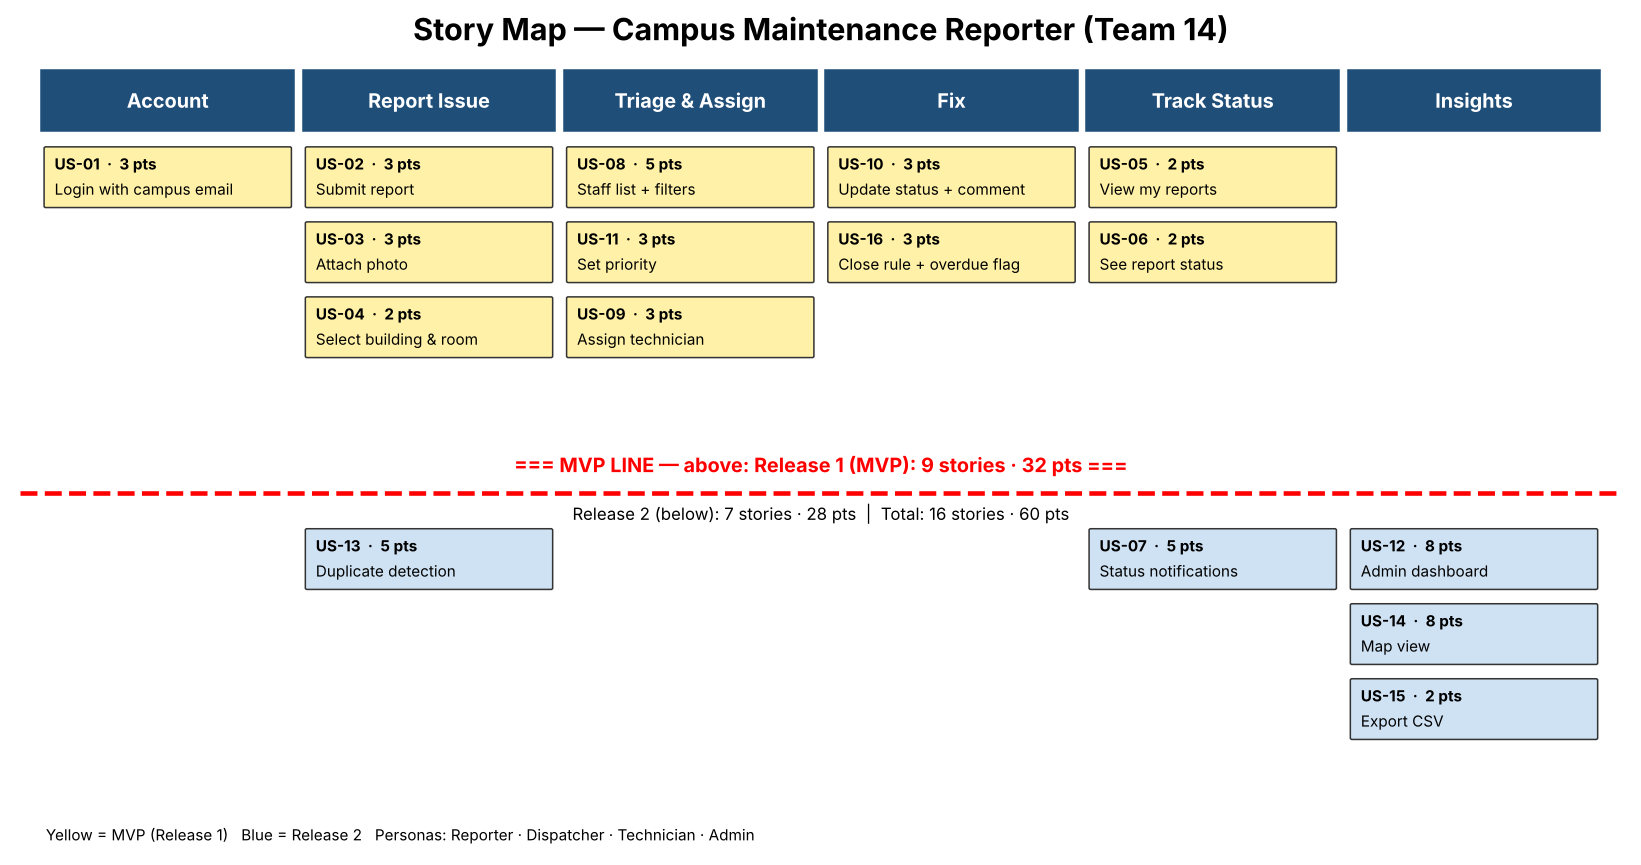 Story Map — Campus Maintenance Reporter (Team 14)
Account
Report Issue
Triage & Assign
Fix
Track Status
Insights
US-01 · 3 pts
Login with campus email
US-02 · 3 pts
Submit report
US-08 · 5 pts
Staff list + filters
US-10 · 3 pts
Update status + comment
US-05 · 2 pts
View my reports
US-03 · 3 pts
Attach photo
US-11 · 3 pts
Set priority
US-16 · 3 pts
Close rule + overdue flag
US-06 · 2 pts
See report status
US-04 · 2 pts
Select building & room
US-09 · 3 pts
Assign technician
=== MVP LINE — above: Release 1 (MVP): 9 stories · 32 pts ===
Release 2 (below): 7 stories · 28 pts | Total: 16 stories · 60 pts
US-13 · 5 pts
Duplicate detection
US-07 · 5 pts
Status notifications
US-12 · 8 pts
Admin dashboard
US-14 · 8 pts
Map view
US-15 · 2 pts
Export CSV
Yellow = MVP (Release 1) Blue = Release 2 Personas: Reporter · Dispatcher · Technician · Admin